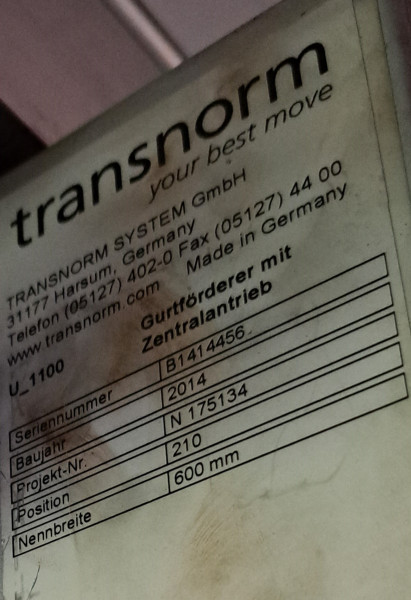 transnorm
your best move
TRANSNORM SYSTEM GmbH
31177 Harsum, Germany
Telefon (05127) 402-0 Fax (05127) 44 00
www.transnorm.com Made in Germany
U_1100 Gurtförderer mit
Zentralantrieb
Seriennummer B1414456
Baujahr 2014
Projekt-Nr. N 175134
Position 210
Nennbreite 600 mm